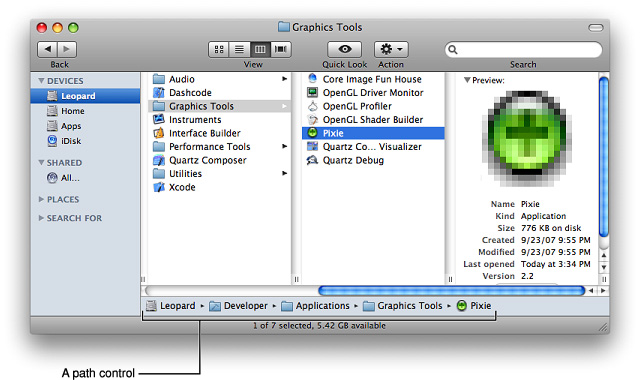 Graphics Tools
Back
View
Quick Look
Action
Search
DEVICES
Leopard
Home
Apps
iDisk
SHARED
All...
PLACES
SEARCH FOR
Audio
Dashcode
Graphics Tools
Instruments
Interface Builder
Performance Tools
Quartz Composer
Utilities
Xcode
Core Image Fun House
OpenGL Driver Monitor
OpenGL Profiler
OpenGL Shader Builder
Pixie
Quartz Co... Visualizer
Quartz Debug
Preview:
Name Pixie
Kind Application
Size 776 KB on disk
Created 9/23/07 9:55 PM
Modified 9/23/07 9:55 PM
Last opened Today at 3:34 PM
Version 2.2
Leopard ▸ Developer ▸ Applications ▸ Graphics Tools ▸ Pixie
1 of 7 selected, 5.42 GB available
A path control